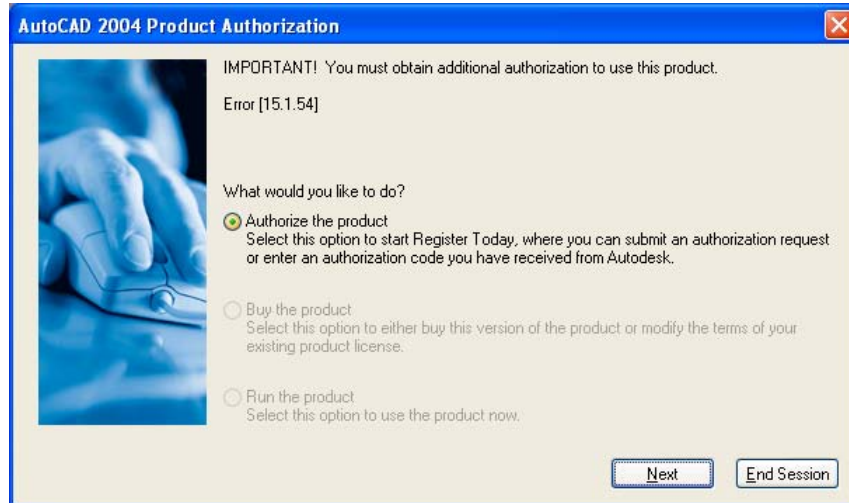 AutoCAD 2004 Product Authorization
IMPORTANT! You must obtain additional authorization to use this product.
Error [15.1.54]
What would you like to do?
Authorize the product
Select this option to start Register Today, where you can submit an authorization request
or enter an authorization code you have received from Autodesk.
Buy the product
Select this option to either buy this version of the product or modify the terms of your
existing product license.
Run the product
Select this option to use the product now.
Next
End Session